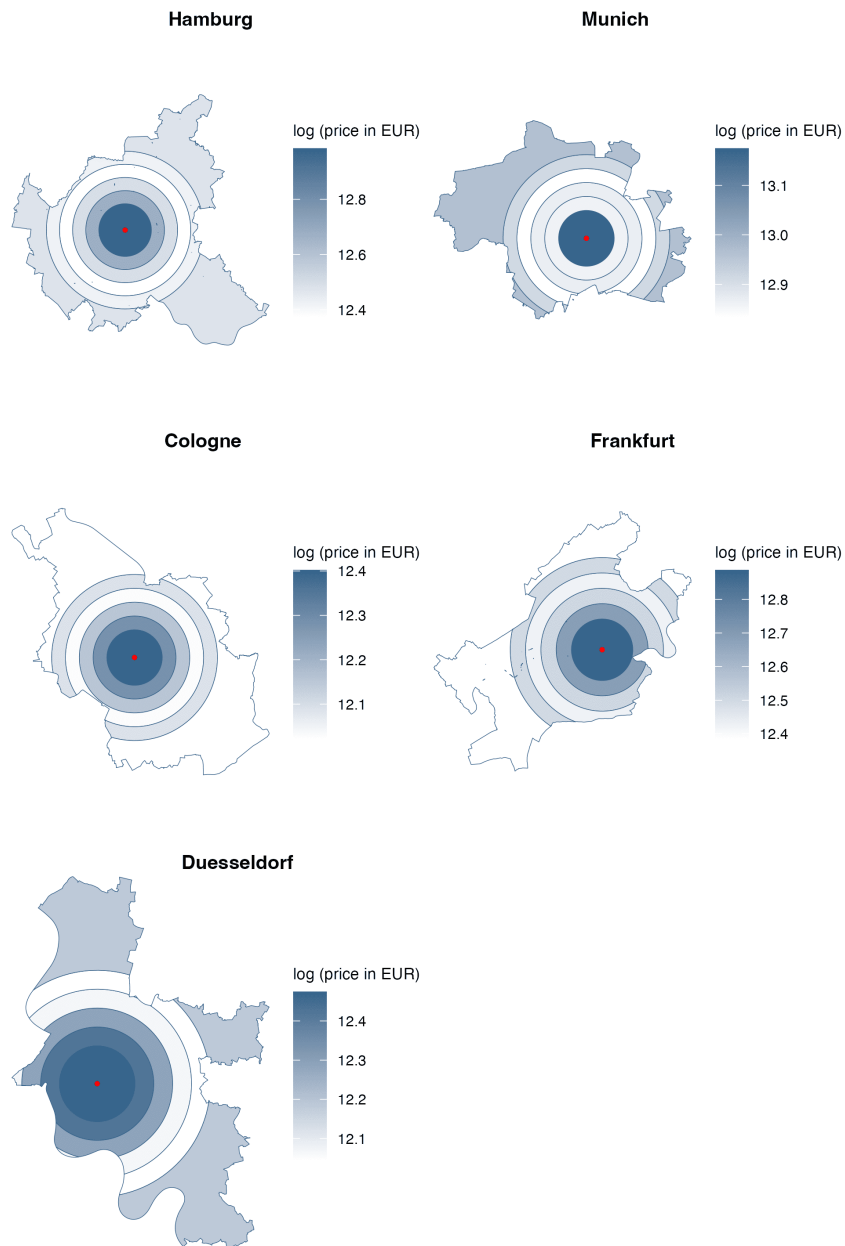 Hamburg
log (price in EUR)
12.8
12.6
12.4
Munich
log (price in EUR)
13.1
13.0
12.9
Cologne
log (price in EUR)
12.4
12.3
12.2
12.1
Frankfurt
log (price in EUR)
12.8
12.7
12.6
12.5
12.4
Duesseldorf
log (price in EUR)
12.4
12.3
12.2
12.1